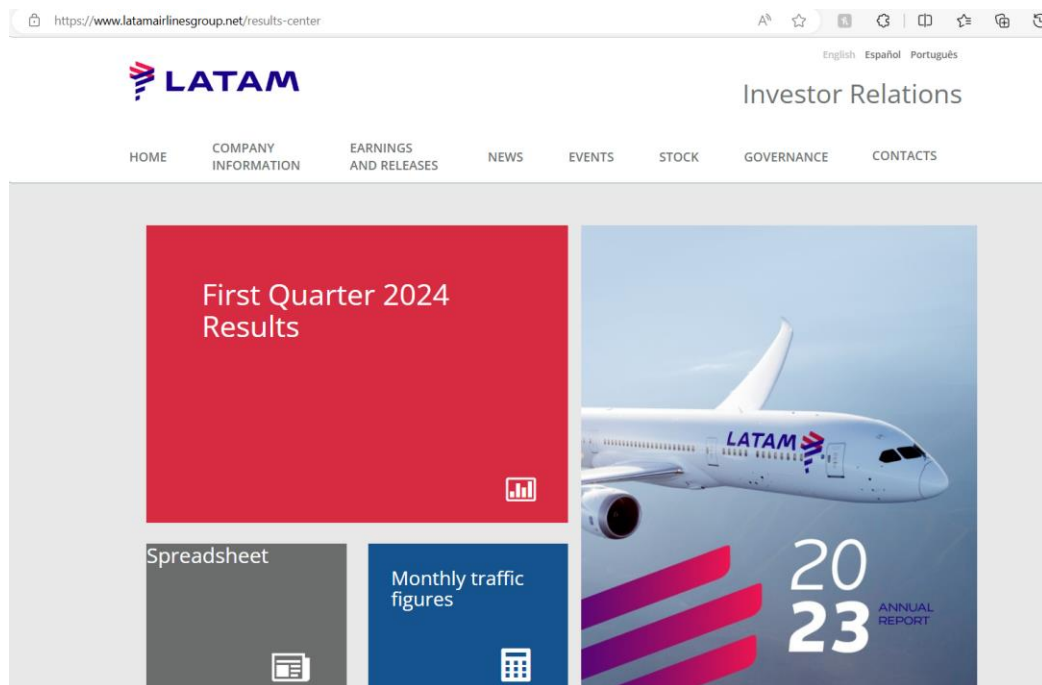 https://www.latamairlinesgroup.net/results-center
English Español Português
LATAM
Investor Relations
HOME
COMPANY
INFORMATION
EARNINGS
AND RELEASES
NEWS
EVENTS
STOCK
GOVERNANCE
CONTACTS
First Quarter 2024
Results
LATAM
Spreadsheet
Monthly traffic
figures
20
23
ANNUAL
REPORT